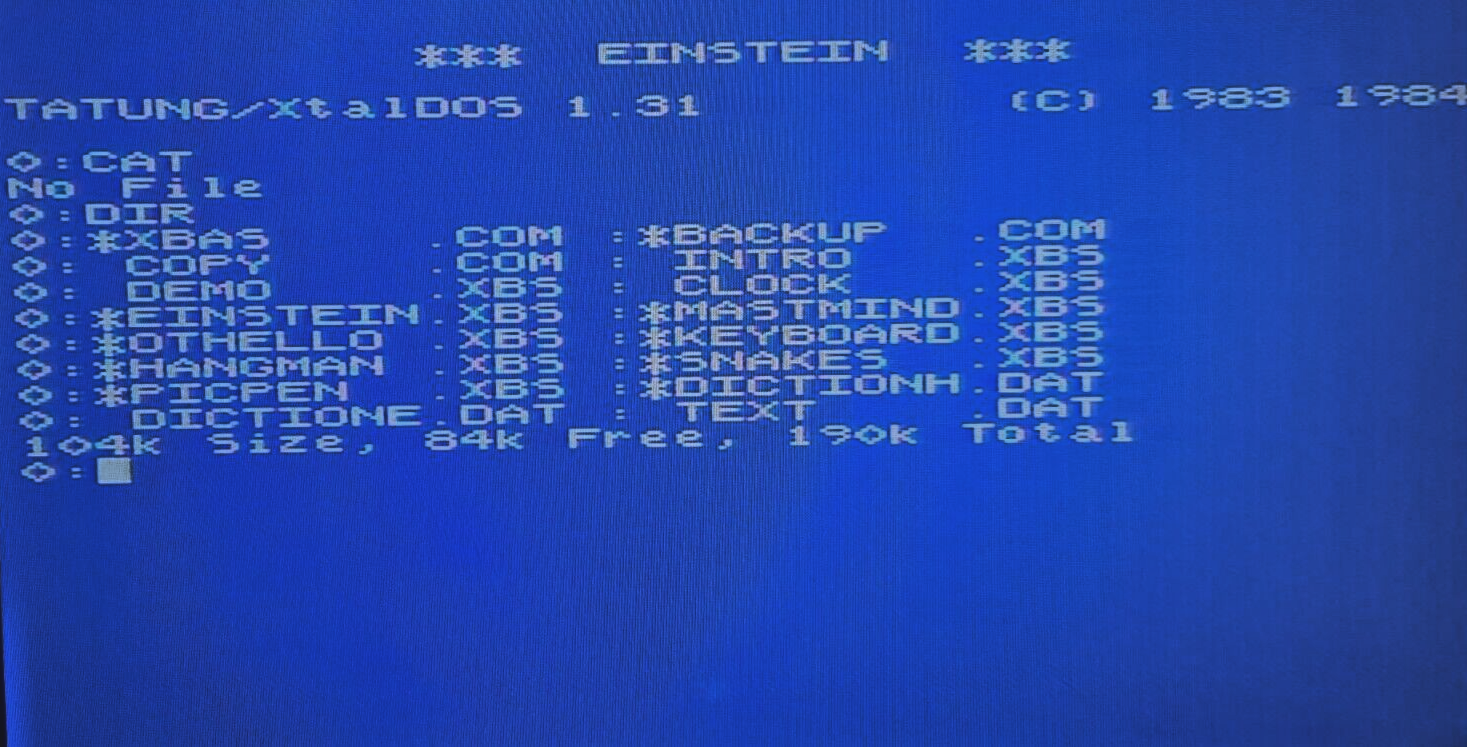 *** EINSTEIN ***
TATUNG/XtalDOS 1.31 (C) 1983 1984
0:CAT
No File
0:DIR
0:*XBAS .COM :*BACKUP .COM
0: COPY .COM : INTRO .XBS
0: DEMO .XBS : CLOCK .XBS
0:*EINSTEIN.XBS :*MASTMIND.XBS
0:*OTHELLO .XBS :*KEYBOARD.XBS
0:*HANGMAN .XBS :*SNAKES .XBS
0:*PICPEN .XBS :*DICTIONH.DAT
0: DICTIONE.DAT : TEXT .DAT
104k Size, 84k Free, 190k Total
0: